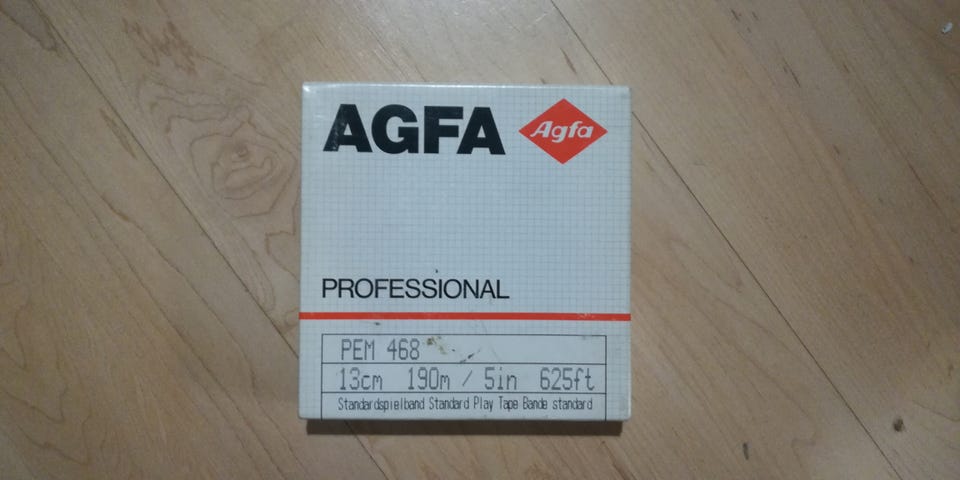 AGFA Agfa
PROFESSIONAL
PEM 468
13cm 190m / 5in 625ft
Standardspielband Standard Play Tape Bande standard